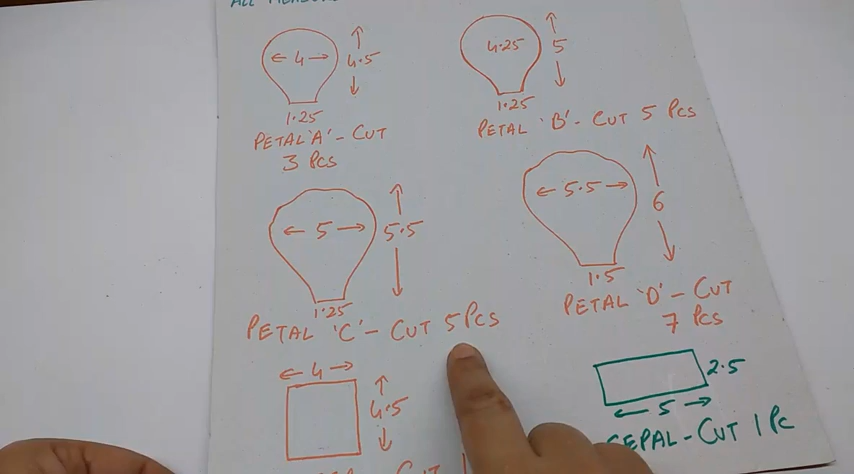 ALL
4
4.5
1.25
PETAL 'A' - CUT
3 PCS
4.25
5
1.25
PETAL 'B' - CUT 5 PCS
5
5.5
1.25
PETAL 'C' - CUT 5 PCS
5.5
6
1.5
PETAL 'D' - CUT
7 PCS
4
4.5
2.5
5
SEPAL - CUT 1 PC